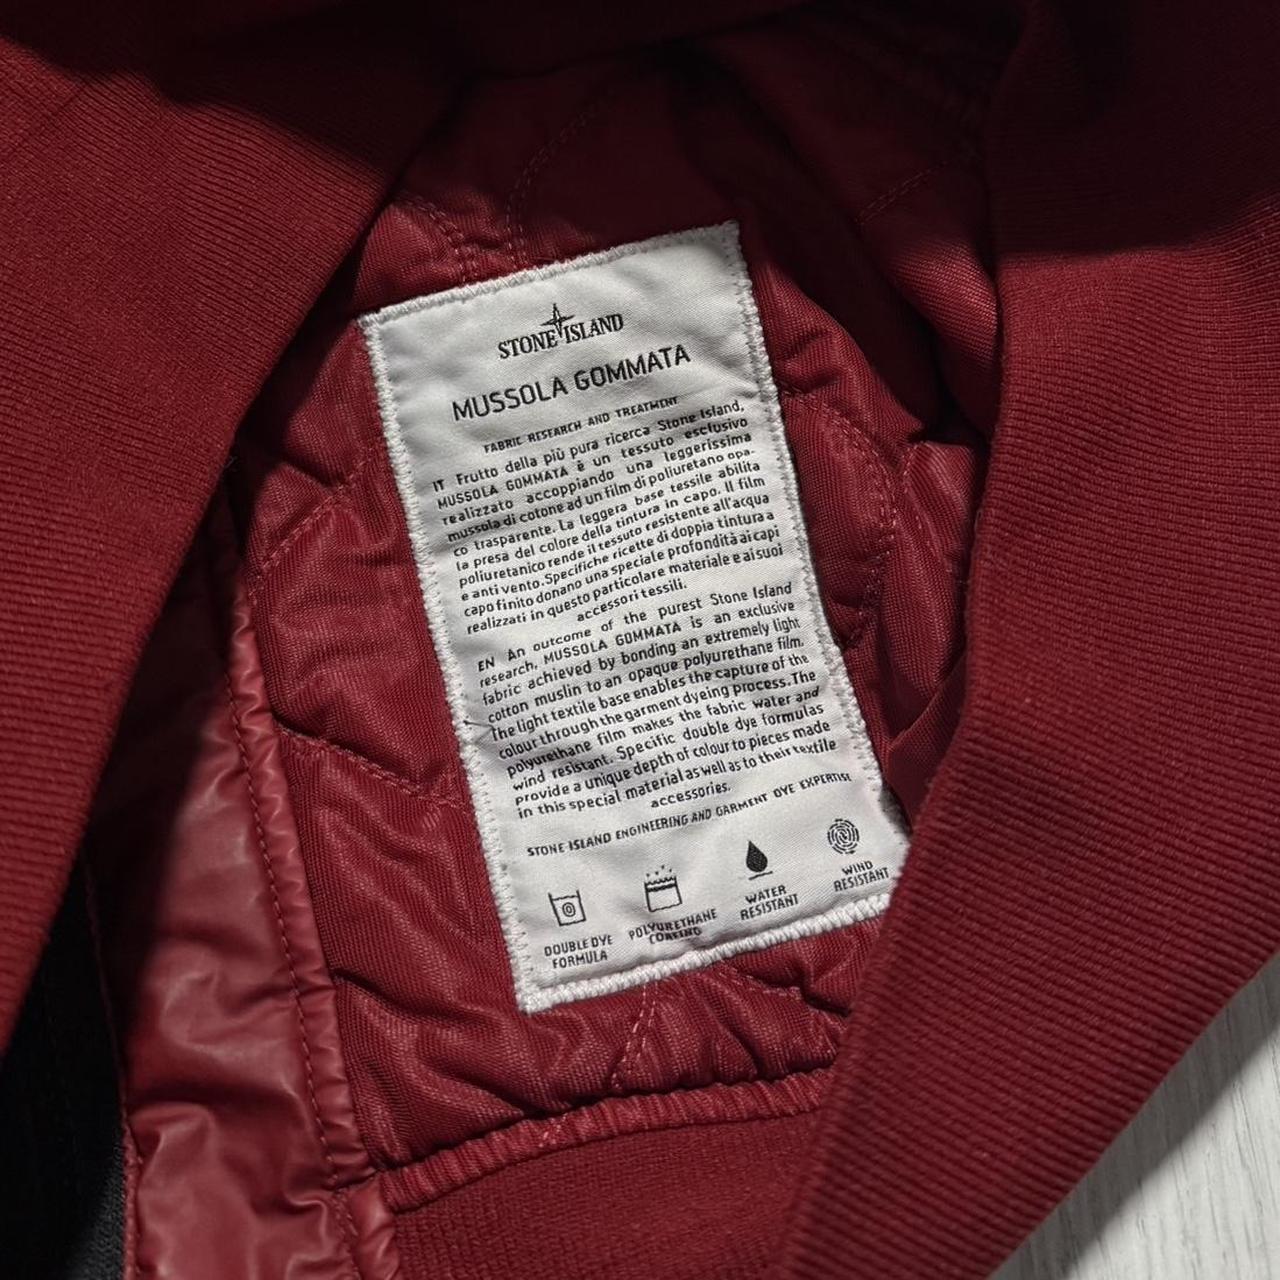 STONE ISLAND
MUSSOLA GOMMATA
FABRIC RESEARCH AND TREATMENT
IT Frutto della più pura ricerca Stone Island,
MUSSOLA GOMMATA è un tessuto esclusivo
realizzato accoppiando una leggerissima
mussola di cotone ad un film di poliuretano opa-
co trasparente. La leggera base tessile abilita
la presa del colore della tintura in capo. Il film
poliuretanico rende il tessuto resistente all'acqua
e anti vento. Specifiche ricette di doppia tintura a
capo finito donano una speciale profondità ai capi
realizzati in questo particolare materiale e ai suoi
accessori tessili.
EN An outcome of the purest Stone Island
research, MUSSOLA GOMMATA is an exclusive
fabric achieved by bonding an extremely light
cotton muslin to an opaque polyurethane film.
The light textile base enables the capture of the
colour through the garment dyeing process. The
polyurethane film makes the fabric water and
wind resistant. Specific double dye formulas
provide a unique depth of colour to pieces made
in this special material as well as to their textile
accessories.
STONE ISLAND ENGINEERING AND GARMENT DYE EXPERTISE
DOUBLE DYE
FORMULA
POLYURETHANE
COATING
WATER
RESISTANT
WIND
RESISTANT